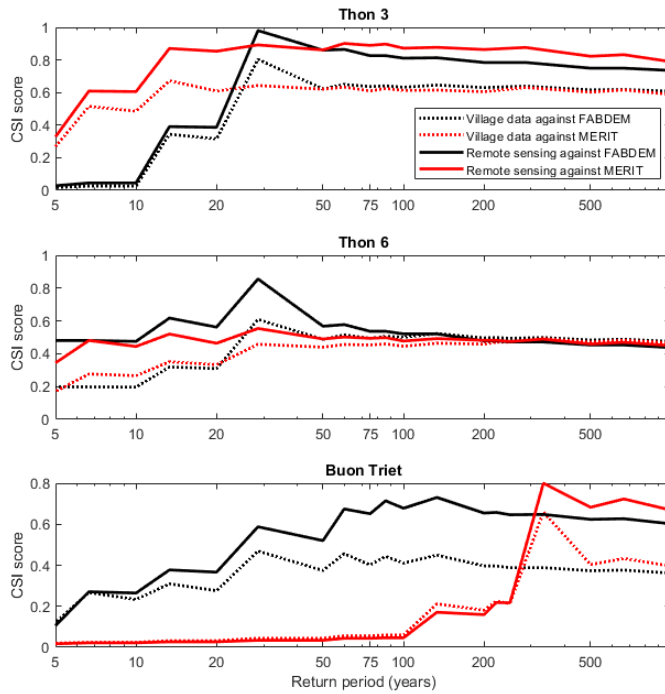 Thon 3
1
0.8
0.6
0.4
0.2
0
CSI score
Village data against FABDEM
Village data against MERIT
Remote sensing against FABDEM
Remote sensing against MERIT
5 10 20 50 75 100 200 500
Thon 6
1
0.8
0.6
0.4
0.2
0
CSI score
5 10 20 50 75 100 200 500
Buon Triet
0.8
0.6
0.4
0.2
0
CSI score
5 10 20 50 75 100 200 500
Return period (years)